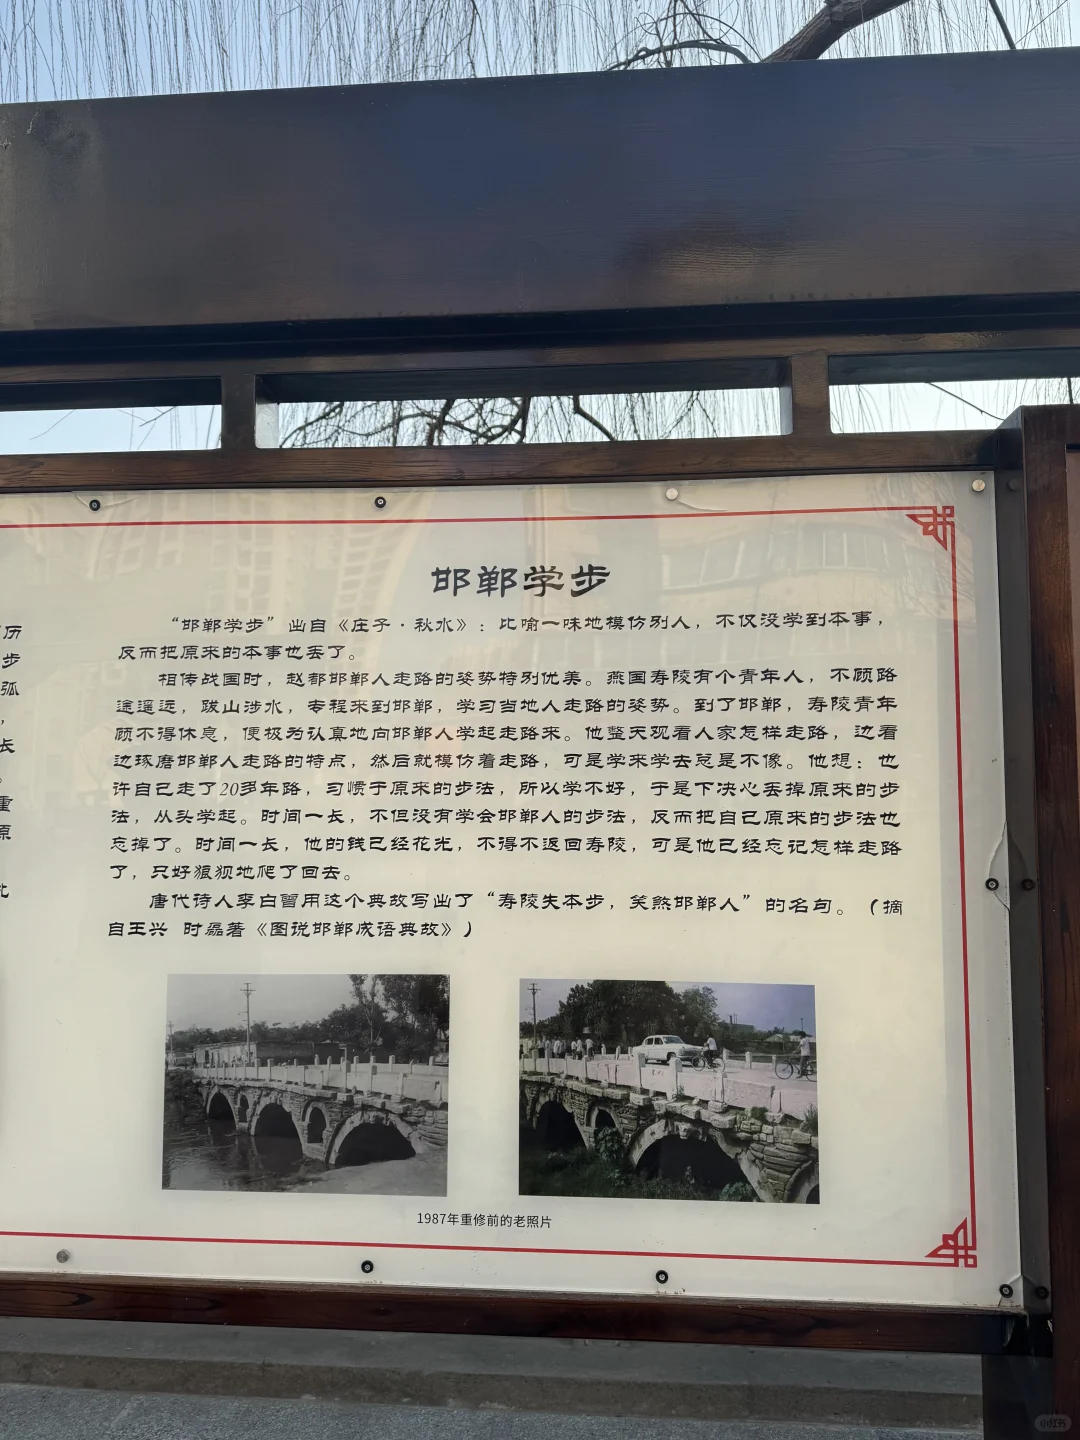 历
步
弧
，
长
。
重
原
邯郸学步
“邯郸学步”出自《庄子·秋水》：比喻一味地模仿别人，不仅没学到本事，
反而把原来的本事也丢了。
相传战国时，赵都邯郸人走路的姿势特别优美。燕国寿陵有个青年人，不顾路
途遥远，跋山涉水，专程来到邯郸，学习当地人走路的姿势。到了邯郸，寿陵青年
顾不得休息，便极为认真地向邯郸人学起走路来。他整天观看人家怎样走路，边看
边琢磨邯郸人走路的特点，然后就模仿着走路，可是学来学去总是不像。他想：也
许自己走了20多年路，习惯于原来的步法，所以学不好，于是下决心丢掉原来的步
法，从头学起。时间一长，不但没有学会邯郸人的步法，反而把自己原来的步法也
忘掉了。时间一长，他的钱已经花光，不得不返回寿陵，可是他已经忘记怎样走路
了，只好狼狈地爬了回去。
唐代诗人李白曾用这个典故写出了“寿陵失本步，笑煞邯郸人”的名句。（摘
自王兴 时磊著《图说邯郸成语典故》）
1987年重修前的老照片
小红书